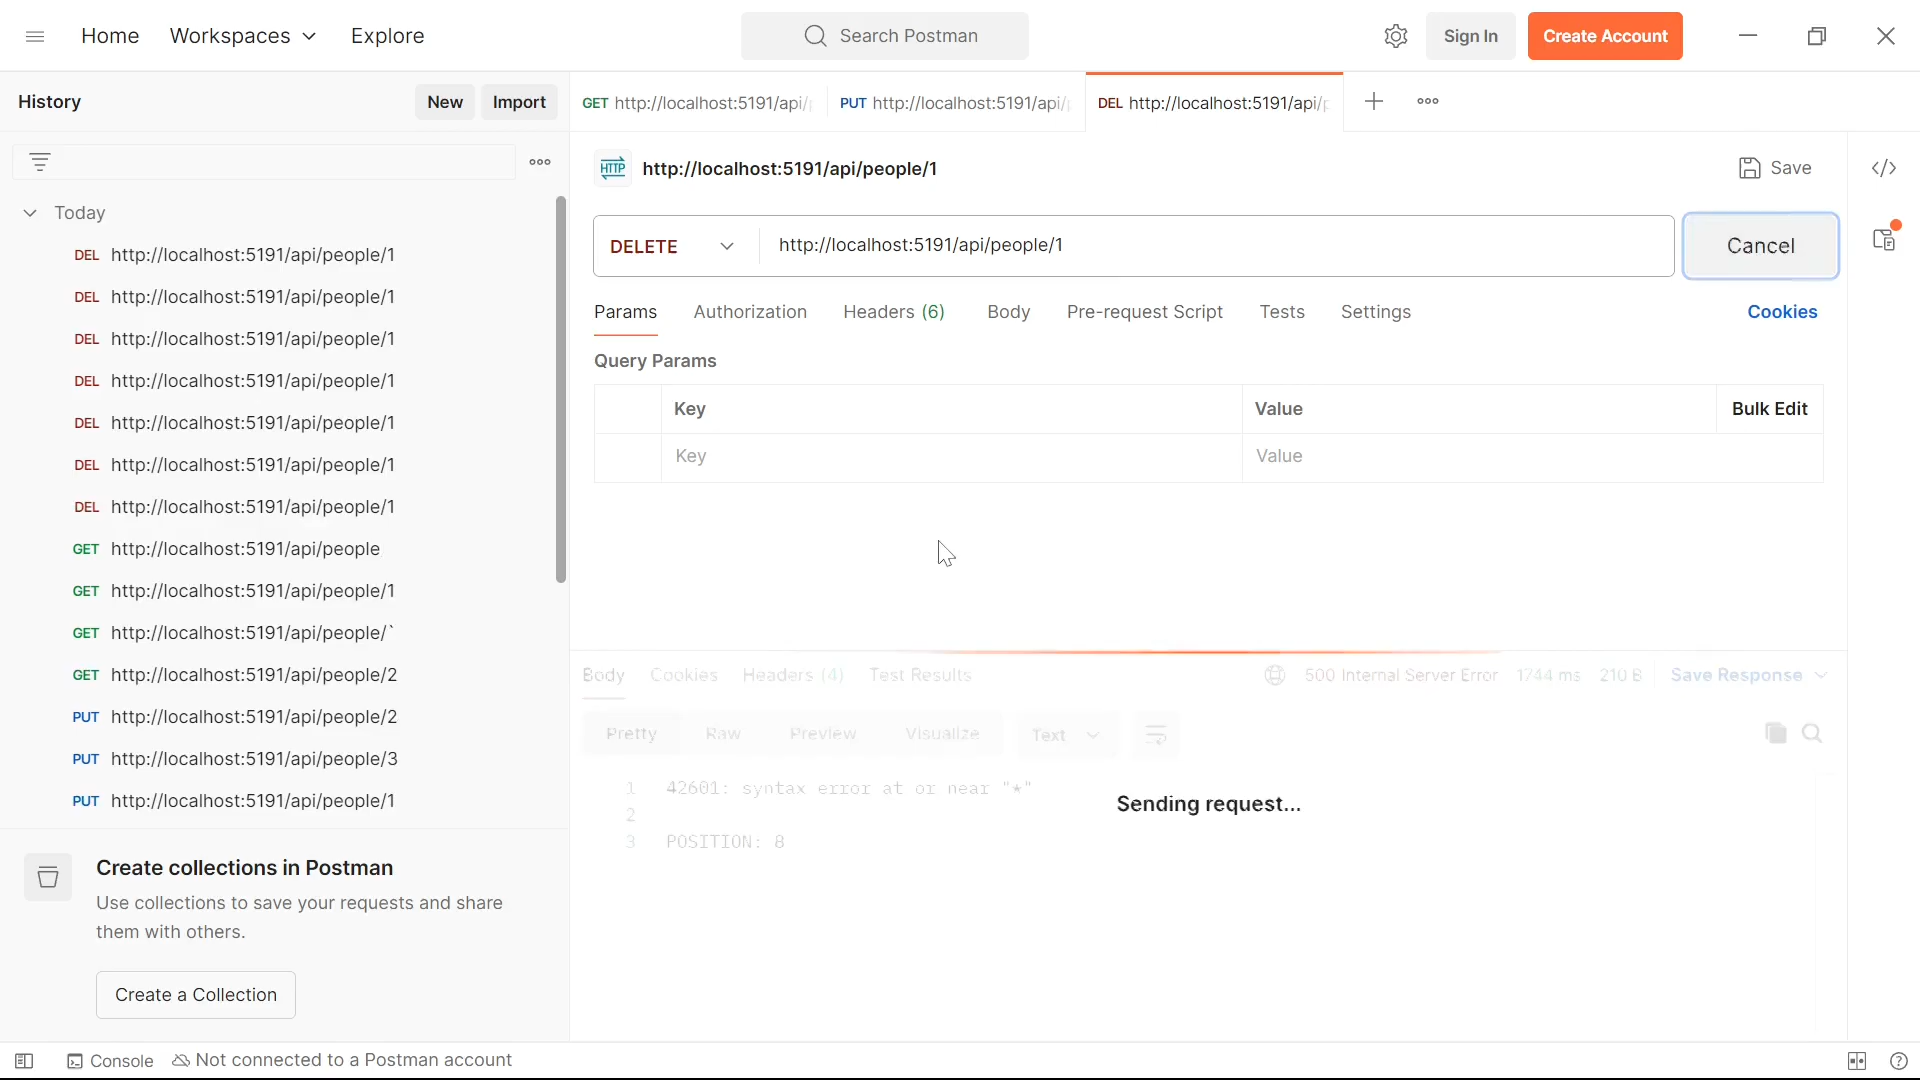 Home
Workspaces
Explore
Search Postman
Sign In
Create Account
History
New
Import
GET http://localhost:5191/api/
PUT http://localhost:5191/api/
DEL http://localhost:5191/api/p
HTTP
http://localhost:5191/api/people/1
Save
</>
Today
DEL http://localhost:5191/api/people/1
DEL http://localhost:5191/api/people/1
DEL http://localhost:5191/api/people/1
DEL http://localhost:5191/api/people/1
DEL http://localhost:5191/api/people/1
DEL http://localhost:5191/api/people/1
DEL http://localhost:5191/api/people/1
GET http://localhost:5191/api/people
GET http://localhost:5191/api/people/1
GET http://localhost:5191/api/people/`
GET http://localhost:5191/api/people/2
PUT http://localhost:5191/api/people/2
PUT http://localhost:5191/api/people/3
PUT http://localhost:5191/api/people/1
Create collections in Postman
Use collections to save your requests and share
them with others.
Create a Collection
DELETE
http://localhost:5191/api/people/1
Cancel
Params
Authorization
Headers (6)
Body
Pre-request Script
Tests
Settings
Cookies
Query Params
Key
Value
Bulk Edit
Key
Value
Body
Cookies
Headers (4)
Test Results
500 Internal Server Error
1744 ms
210 B
Save Response
Pretty
Raw
Preview
Visualize
Text
1 42601: syntax error at or near "*"
2
3 POSITION: 8
Sending request...
Console
Not connected to a Postman account